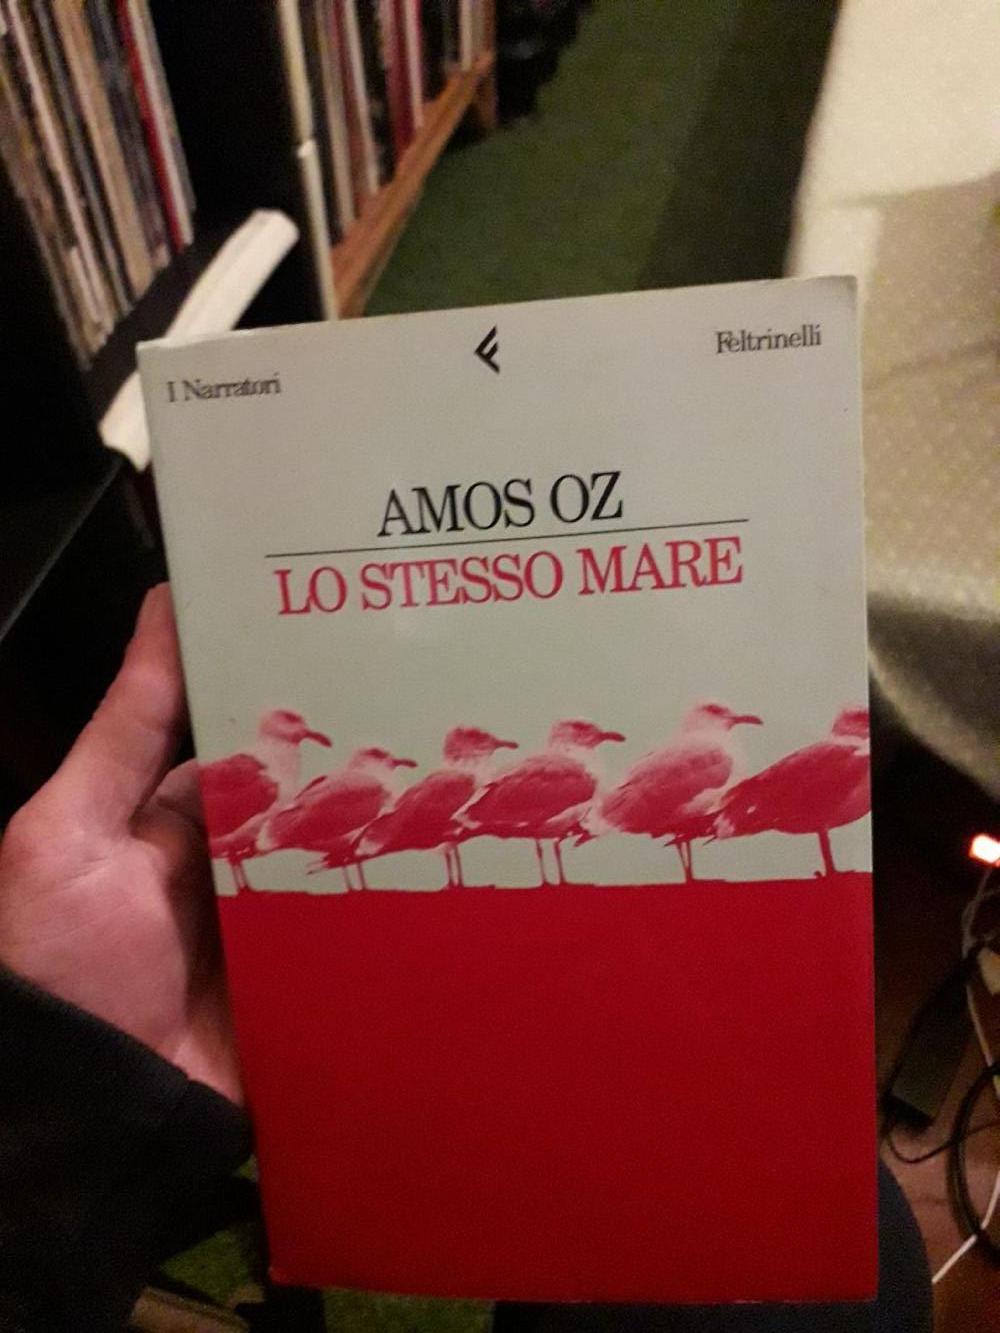 I Narratori
Feltrinelli
AMOS OZ
LO STESSO MARE